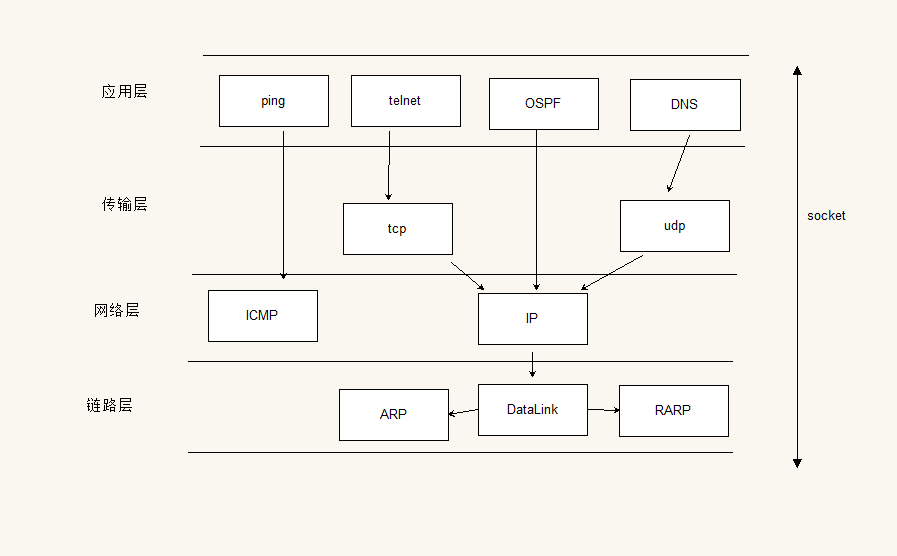 应用层
ping
telnet
OSPF
DNS
传输层
tcp
udp
socket
网络层
ICMP
IP
链路层
ARP
DataLink
RARP